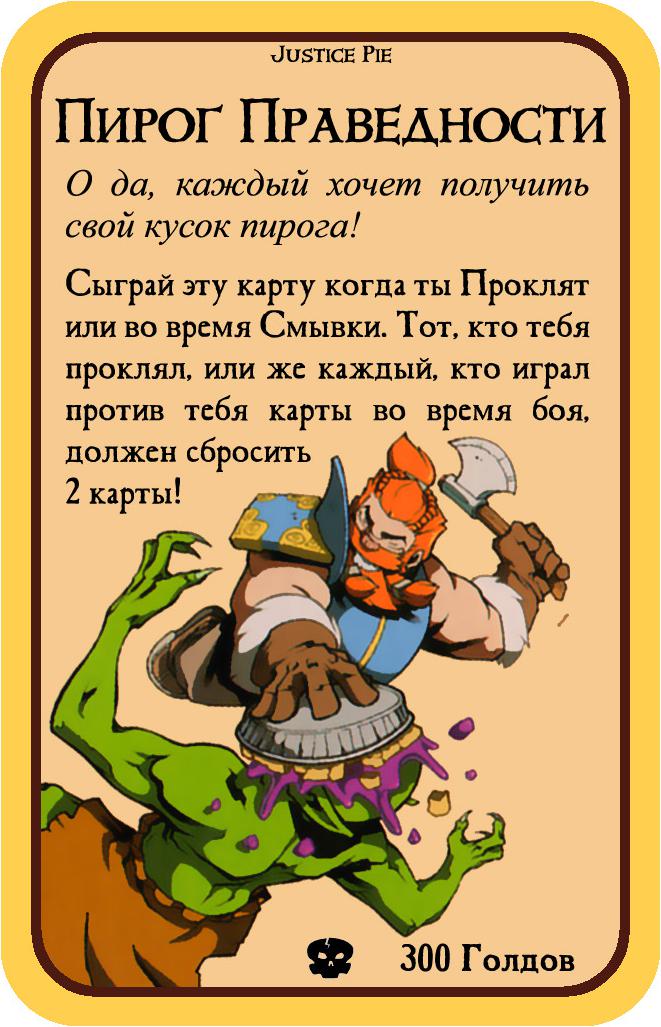 Justice Pie
Пирог Праведности
О да, каждый хочет получить
свой кусок пирога!
Сыграй эту карту когда ты Проклят
или во время Смывки. Тот, кто тебя
проклял, или же каждый, кто играл
против тебя карты во время боя,
должен сбросить
2 карты!
300 Голдов